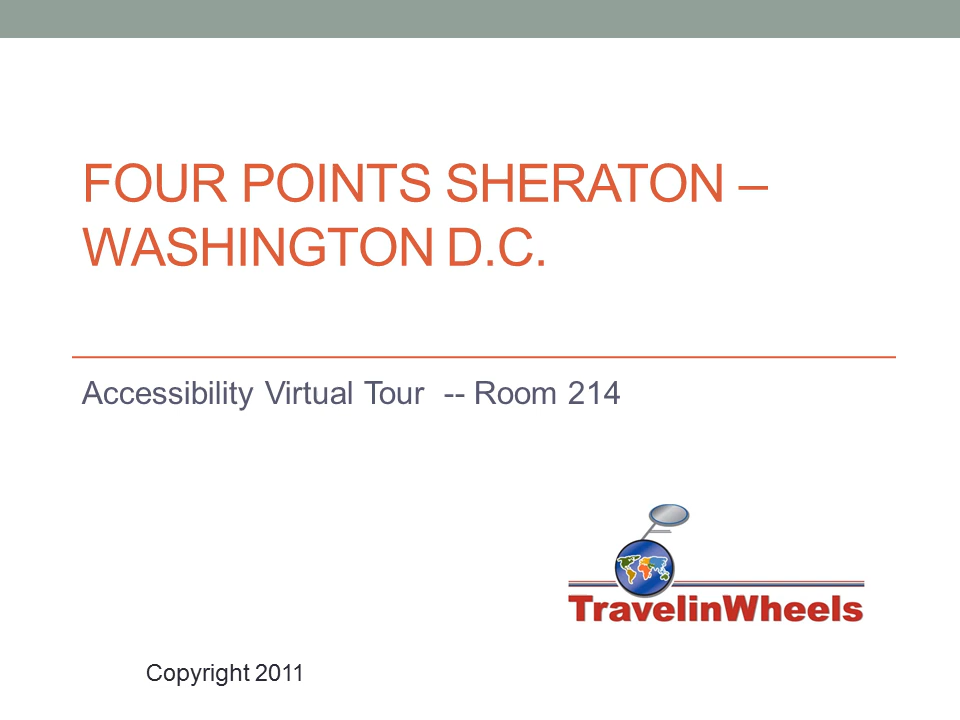 FOUR POINTS SHERATON –
WASHINGTON D.C.
Accessibility Virtual Tour -- Room 214
TravelinWheels
Copyright 2011